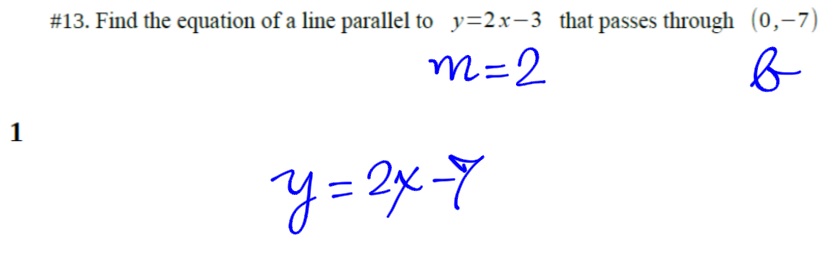 #13. Find the equation of a line parallel to y=2x−3 that passes through (0,−7)
m=2 b
1
y=2x−7